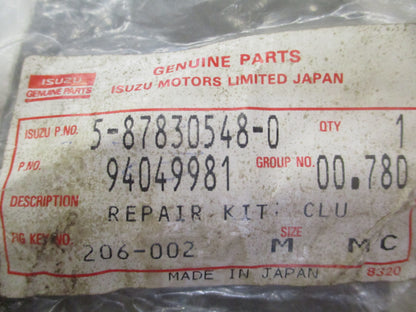 GENUINE PARTS
ISUZU
GENUINE PARTS
ISUZU MOTORS LIMITED JAPAN
ISUZU P.NO. 5-87830548-0 QTY 1
P.NO. 94049981 GROUP NO. 00.780
DESCRIPTION REPAIR KIT: CLU
FIG KEY NO. 206-002 SIZE M MC
MADE IN JAPAN 8320